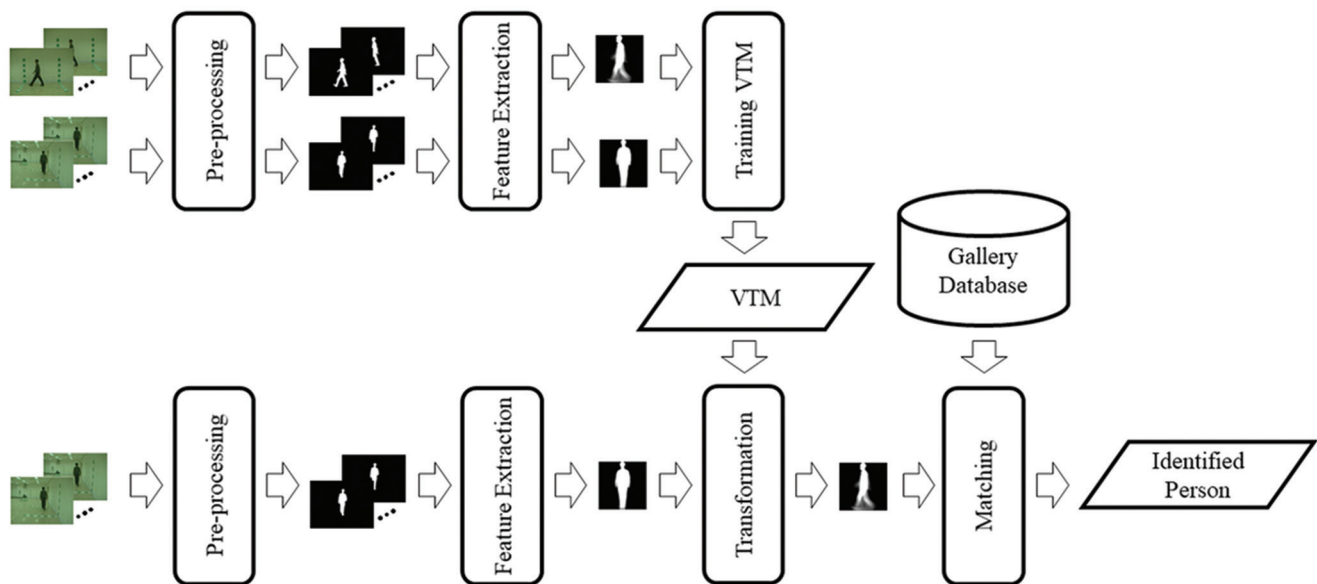 Pre-processing
Feature Extraction
Training VTM
VTM
Gallery
Database
Pre-processing
Feature Extraction
Transformation
Matching
Identified
Person